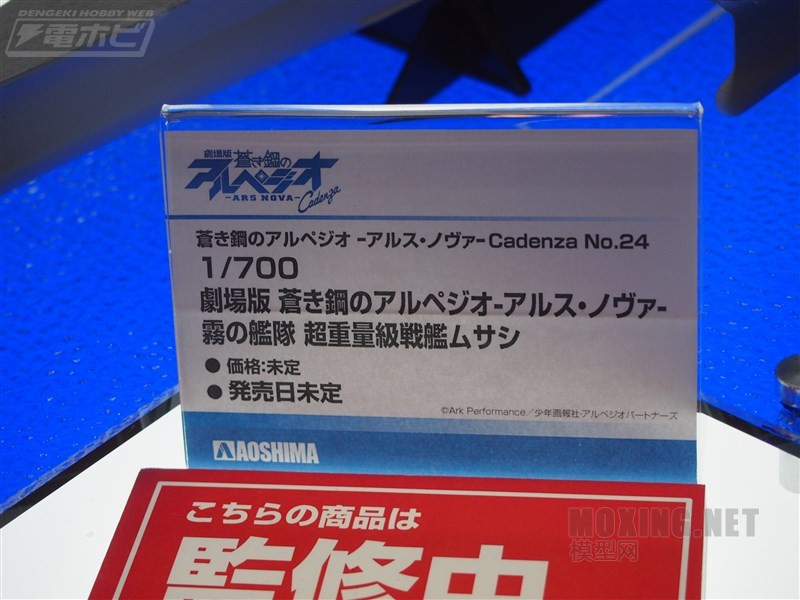 DENGEKI HOBBY WEB
電ホビ
劇場版 蒼き鋼の
アルペジオ
-ARS NOVA-
Cadenza
蒼き鋼のアルペジオ -アルス・ノヴァ- Cadenza No.24
1/700
劇場版 蒼き鋼のアルペジオ-アルス・ノヴァ-
霧の艦隊 超重量級戦艦ムサシ
● 価格:未定
● 発売日未定
©Ark Performance/少年画報社・アルペジオパートナーズ
AOSHIMA
こちらの商品は
監修中
MOXING.NET
模型网